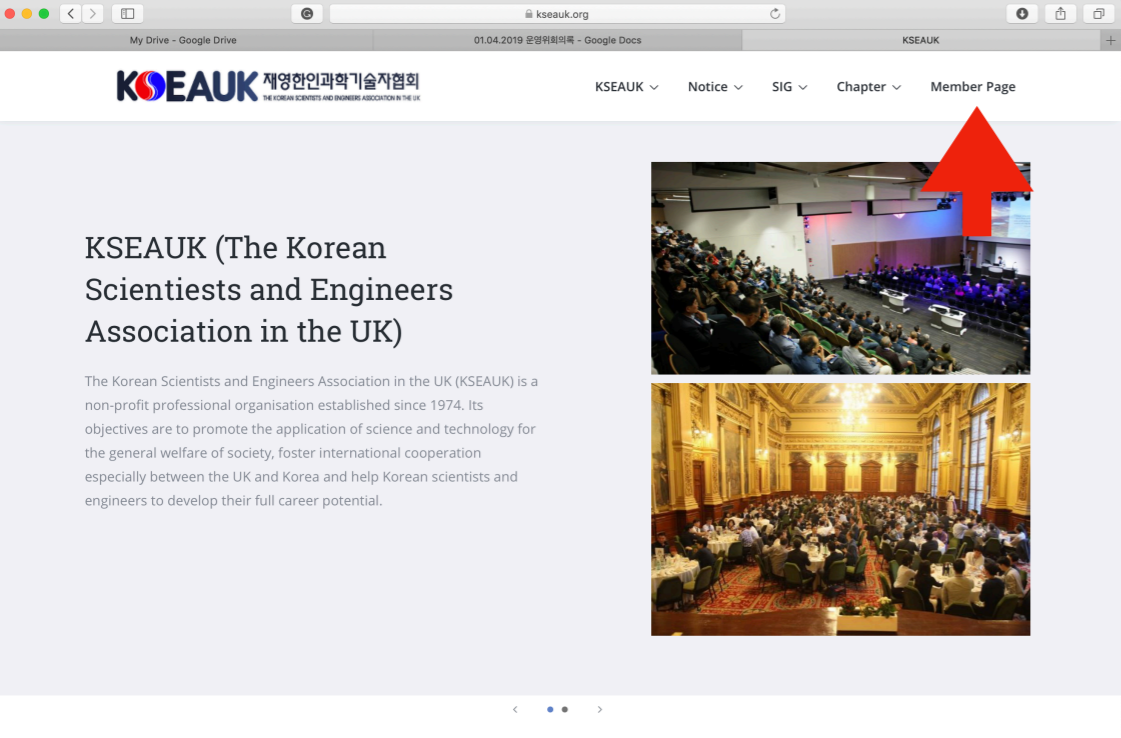 kseauk.org
My Drive – Google Drive
01.04.2019 운영위회의록 – Google Docs
KSEAUK
KSEAUK 재영한인과학기술자협회
THE KOREAN SCIENTISTS AND ENGINEERS ASSOCIATION IN THE UK
KSEAUK
Notice
SIG
Chapter
Member Page
KSEAUK (The Korean
Scientiests and Engineers
Association in the UK)
The Korean Scientists and Engineers Association in the UK (KSEAUK) is a
non-profit professional organisation established since 1974. Its
objectives are to promote the application of science and technology for
the general welfare of society, foster international cooperation
especially between the UK and Korea and help Korean scientists and
engineers to develop their full career potential.